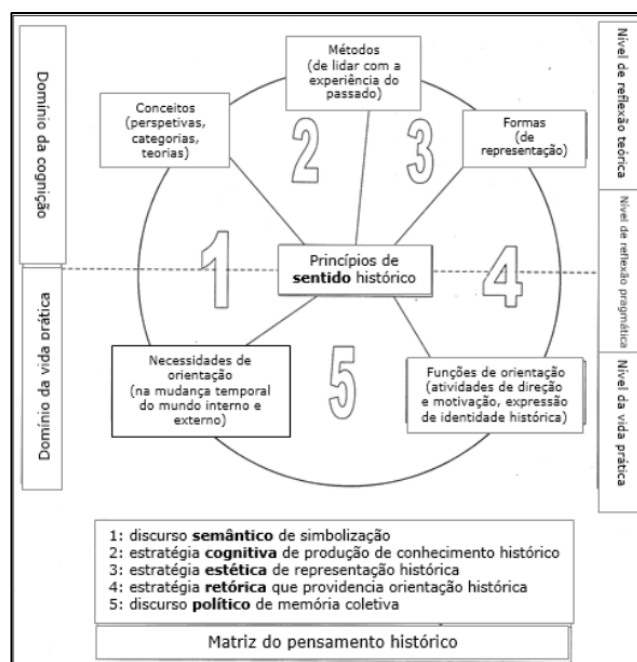 Domínio da cognição
Domínio da vida prática
Métodos
(de lidar com a
experiência do
passado)
Conceitos
(perspetivas,
categorias,
teorias)
Formas
(de
representação)
2
3
1
Princípios de
sentido histórico
4
Necessidades de
orientação
(na mudança temporal
do mundo interno e
externo)
5
Funções de orientação
(atividades de direção
e motivação, expressão
de identidade histórica)
Nível de reflexão teórica
Nível de reflexão pragmática
Nível da vida prática
1: discurso semântico de simbolização
2: estratégia cognitiva de produção de conhecimento histórico
3: estratégia estética de representação histórica
4: estratégia retórica que providencia orientação histórica
5: discurso político de memória coletiva
Matriz do pensamento histórico